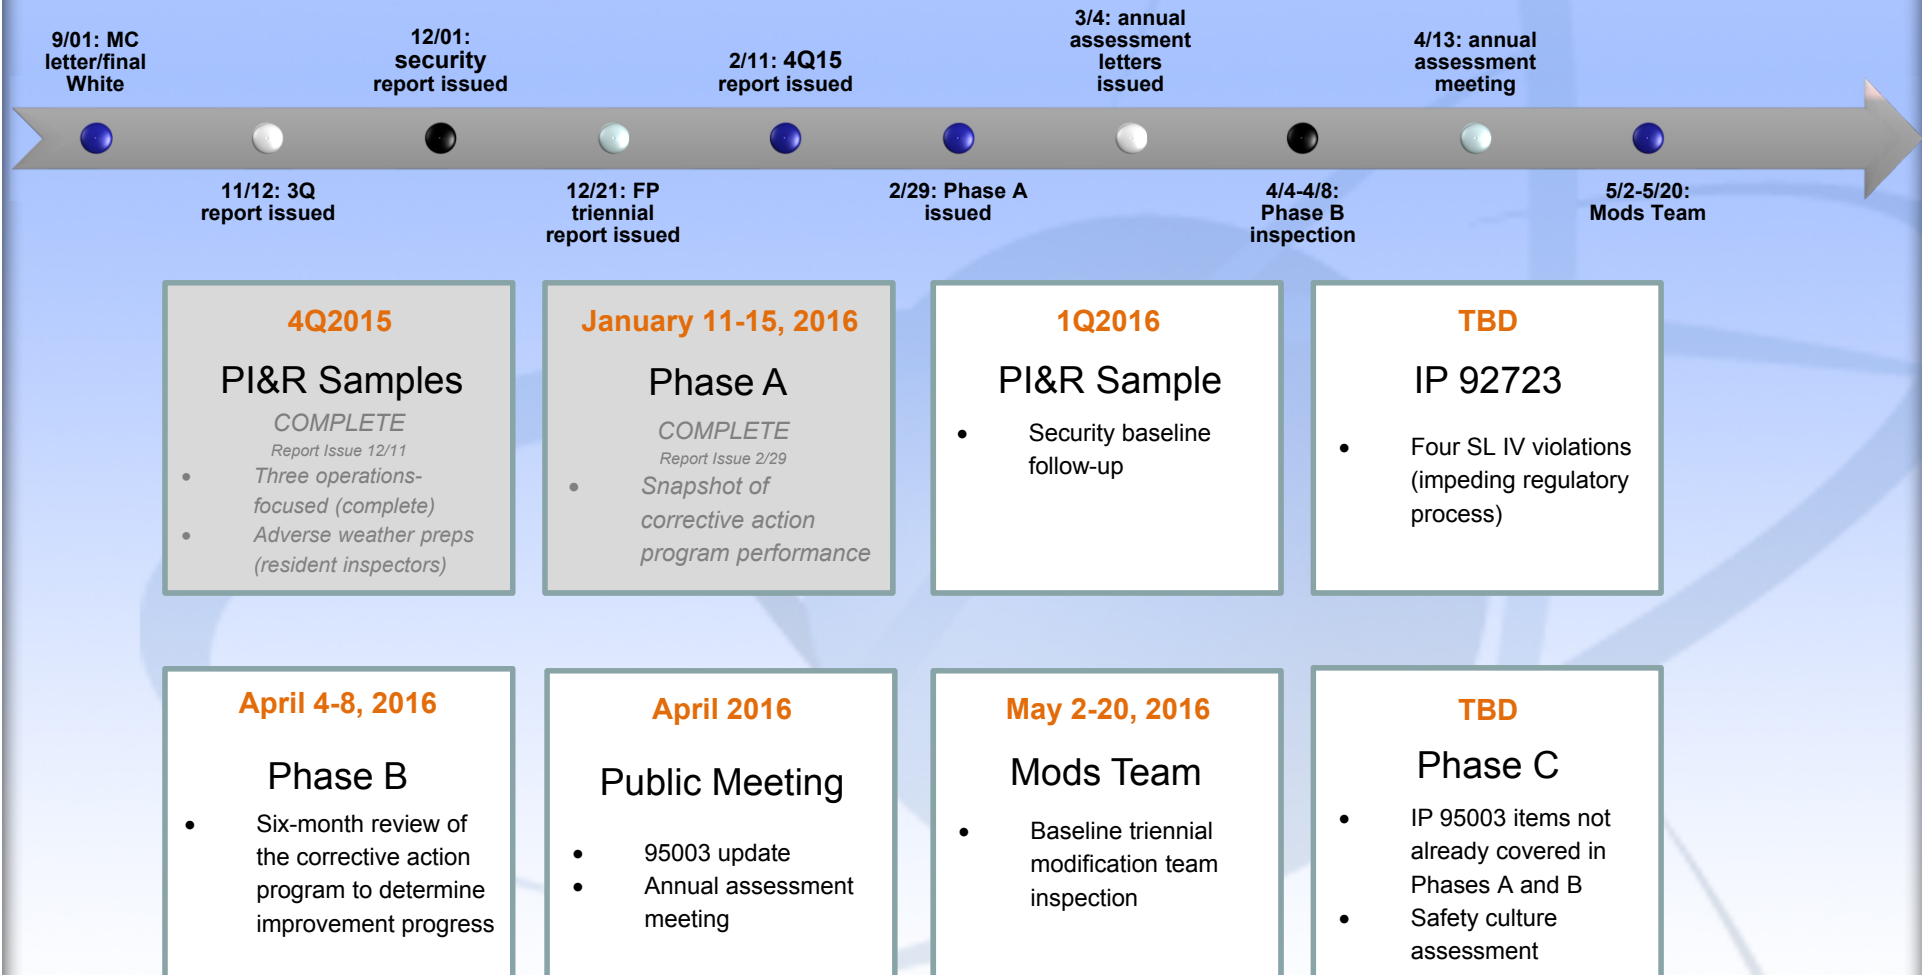 9/01: MC
letter/final
White
12/01:
security
report issued
2/11: 4Q15
report issued
3/4: annual
assessment
letters
issued
4/13: annual
assessment
meeting
11/12: 3Q
report issued
12/21: FP
triennial
report issued
2/29: Phase A
issued
4/4-4/8:
Phase B
inspection
5/2-5/20:
Mods Team
4Q2015
PI&R Samples
COMPLETE
Report Issue 12/11
• Three operations-
focused (complete)
• Adverse weather preps
(resident inspectors)
January 11-15, 2016
Phase A
COMPLETE
Report Issue 2/29
• Snapshot of
corrective action
program performance
1Q2016
PI&R Sample
• Security baseline
follow-up
TBD
IP 92723
• Four SL IV violations
(impeding regulatory
process)
April 4-8, 2016
Phase B
• Six-month review of
the corrective action
program to determine
improvement progress
April 2016
Public Meeting
• 95003 update
• Annual assessment
meeting
May 2-20, 2016
Mods Team
• Baseline triennial
modification team
inspection
TBD
Phase C
• IP 95003 items not
already covered in
Phases A and B
• Safety culture
assessment